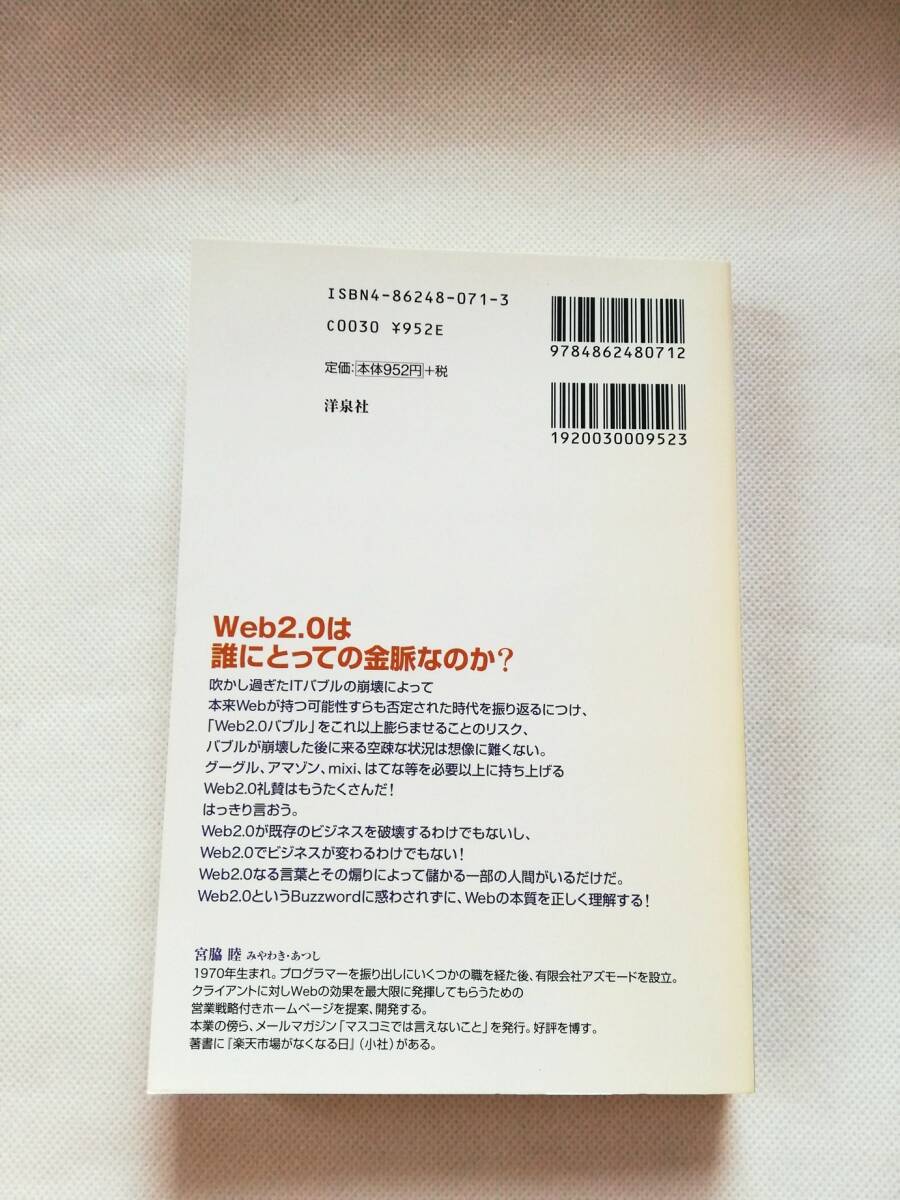 ISBN4-86248-071-3
C0030 ¥952E
定価:本体952円+税
洋泉社
9784862480712
1920030009523
Web2.0は
誰にとっての金脈なのか?
吹かし過ぎたITバブルの崩壊によって
本来Webが持つ可能性すらも否定された時代を振り返るにつけ、
「Web2.0バブル」をこれ以上膨らませることのリスク、
バブルが崩壊した後に来る空疎な状況は想像に難くない。
グーグル、アマゾン、mixi、はてな等を必要以上に持ち上げる
Web2.0礼賛はもうたくさんだ!
はっきり言おう。
Web2.0が既存のビジネスを破壊するわけでもないし、
Web2.0でビジネスが変わるわけでもない!
Web2.0なる言葉とその煽りによって儲かる一部の人間がいるだけだ。
Web2.0というBuzzwordに惑わされずに、Webの本質を正しく理解する!
宮脇 睦 みやわき・あつし
1970年生まれ。プログラマーを振り出しにいくつかの職を経た後、有限会社アズモードを設立。
クライアントに対しWebの効果を最大限に発揮してもらうための
営業戦略付きホームページを提案、開発する。
本業の傍ら、メールマガジン「マスコミでは言えないこと」を発行。好評を博す。
著書に『楽天市場がなくなる日』(小社)がある。